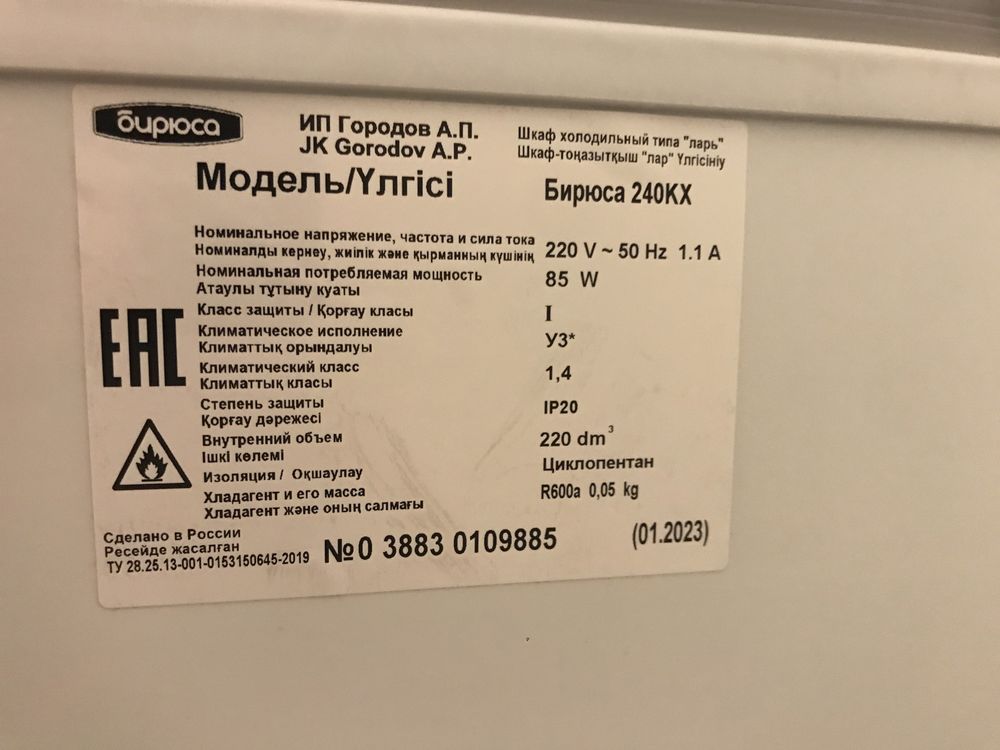 бирюса
ИП Городов А.П.
JK Gorodov A.P.
Шкаф холодильный типа "ларь"
Шкаф-тоңазытқыш "лар" Үлгісініу
Модель/Үлгісі
Бирюса 240КХ
Номинальное напряжение, частота и сила тока
Номиналды кернеу, жиілік және қырманның күшінің
220 V ~ 50 Hz 1.1 A
Номинальная потребляемая мощность
Атаулы тұтыну куаты
85 W
Класс защиты / Қорғау класы
I
Климатическое исполнение
Климаттық орындалуы
У3*
Климатический класс
Климаттық класы
1,4
Степень защиты
Қорғау дәрежесі
IP20
Внутренний объем
Ішкі көлемі
220 dm³
Изоляция / Оқшаулау
Циклопентан
Хладагент и его масса
Хладагент және оның салмағы
R600a 0,05 kg
EAC
Сделано в России
Ресейде жасалған
ТУ 28.25.13-001-0153150645-2019
№0 3883 0109885
(01.2023)